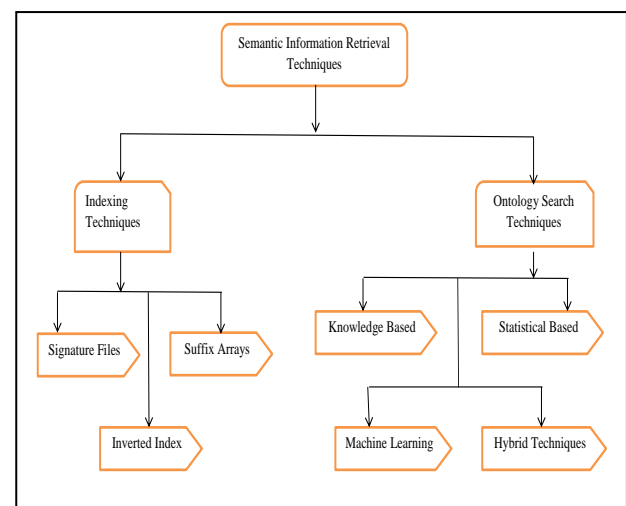 Semantic Information Retrieval
Techniques
Indexing
Techniques
Ontology Search
Techniques
Signature Files
Suffix Arrays
Inverted Index
Knowledge Based
Statistical Based
Machine Learning
Hybrid Techniques